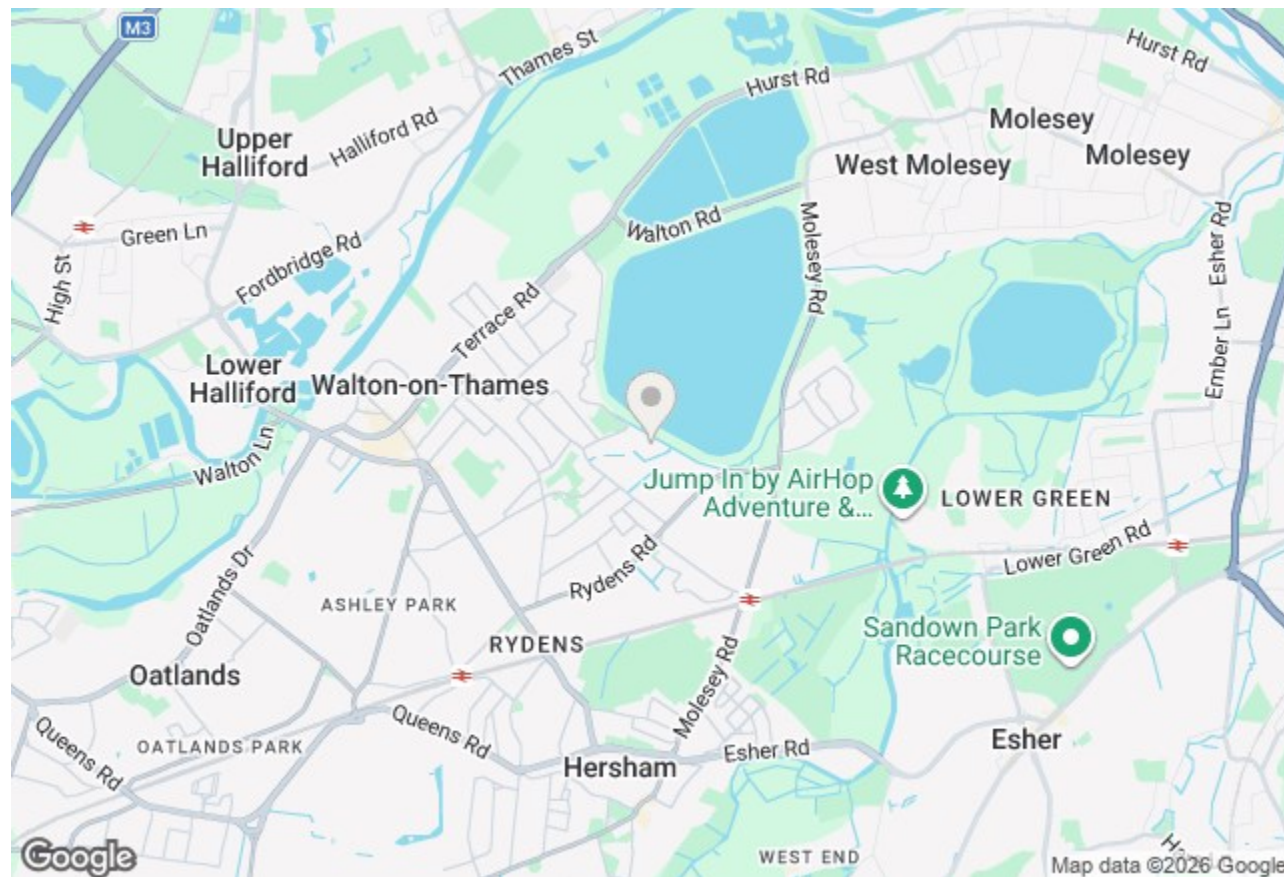 M3
Thames St
Hurst Rd
Hurst Rd
Upper
Halliford
Halliford Rd
Molesey
Molesey
West Molesey
Green Ln
Walton Rd
Molesey Rd
High St
Fordbridge Rd
Esher Rd
Ember Ln
Terrace Rd
Lower
Halliford
Walton-on-Thames
Walton Ln
Jump In by AirHop
Adventure &...
LOWER GREEN
Lower Green Rd
Oatlands Dr
Rydens Rd
ASHLEY PARK
RYDENS
Sandown Park
Racecourse
Oatlands
Molesey Rd
Queens Rd
Queens Rd
OATLANDS PARK
Hersham
Esher Rd
Esher
WEST END
Google
Map data ©2026 Google